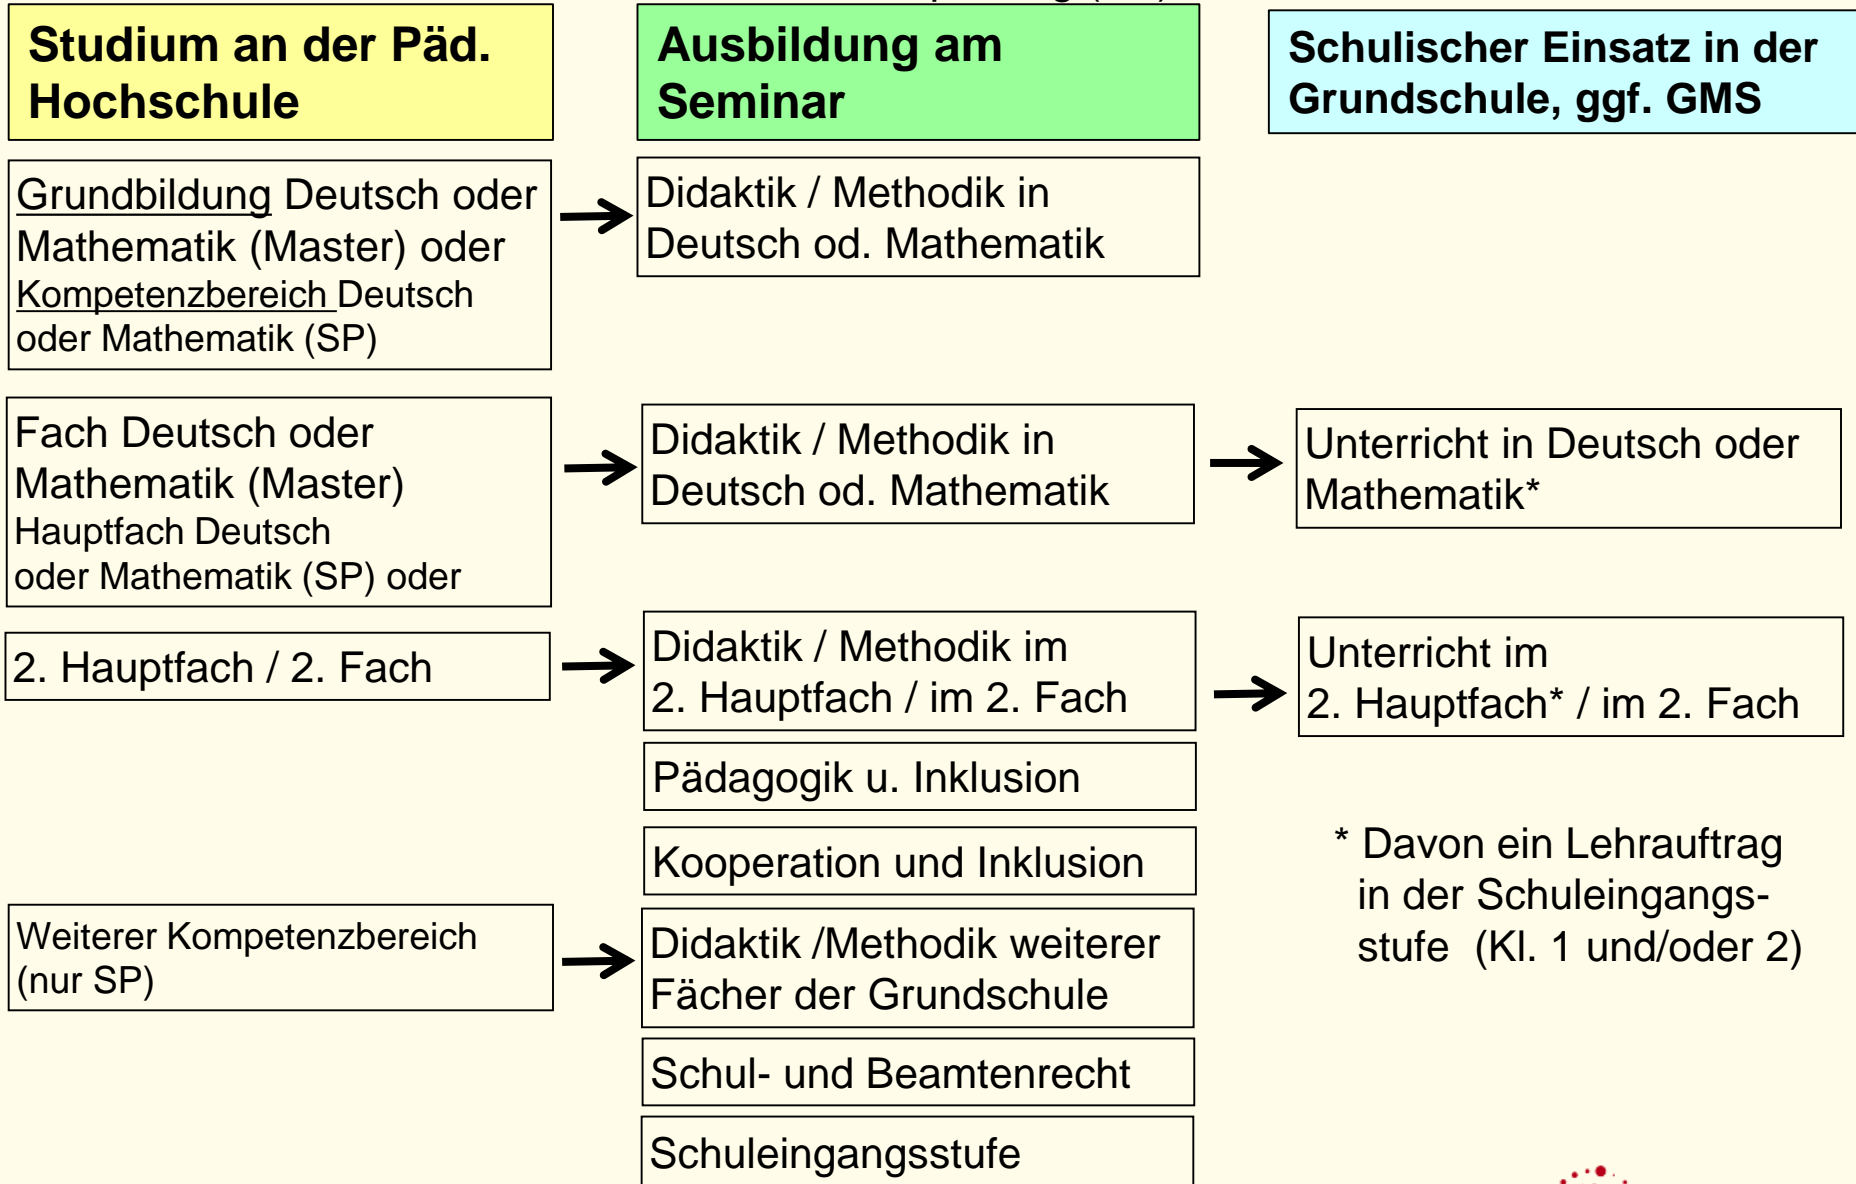 Studium an der Päd.
Hochschule
Ausbildung am
Seminar
Schulischer Einsatz in der
Grundschule, ggf. GMS
Grundbildung Deutsch oder
Mathematik (Master) oder
Kompetenzbereich Deutsch
oder Mathematik (SP)
Didaktik / Methodik in
Deutsch od. Mathematik
Fach Deutsch oder
Mathematik (Master)
Hauptfach Deutsch
oder Mathematik (SP) oder
Didaktik / Methodik in
Deutsch od. Mathematik
Unterricht in Deutsch oder
Mathematik*
2. Hauptfach / 2. Fach
Didaktik / Methodik im
2. Hauptfach / im 2. Fach
Unterricht im
2. Hauptfach* / im 2. Fach
Pädagogik u. Inklusion
Kooperation und Inklusion
* Davon ein Lehrauftrag
in der Schuleingangs-
stufe (Kl. 1 und/oder 2)
Weiterer Kompetenzbereich
(nur SP)
Didaktik /Methodik weiterer
Fächer der Grundschule
Schul- und Beamtenrecht
Schuleingangsstufe